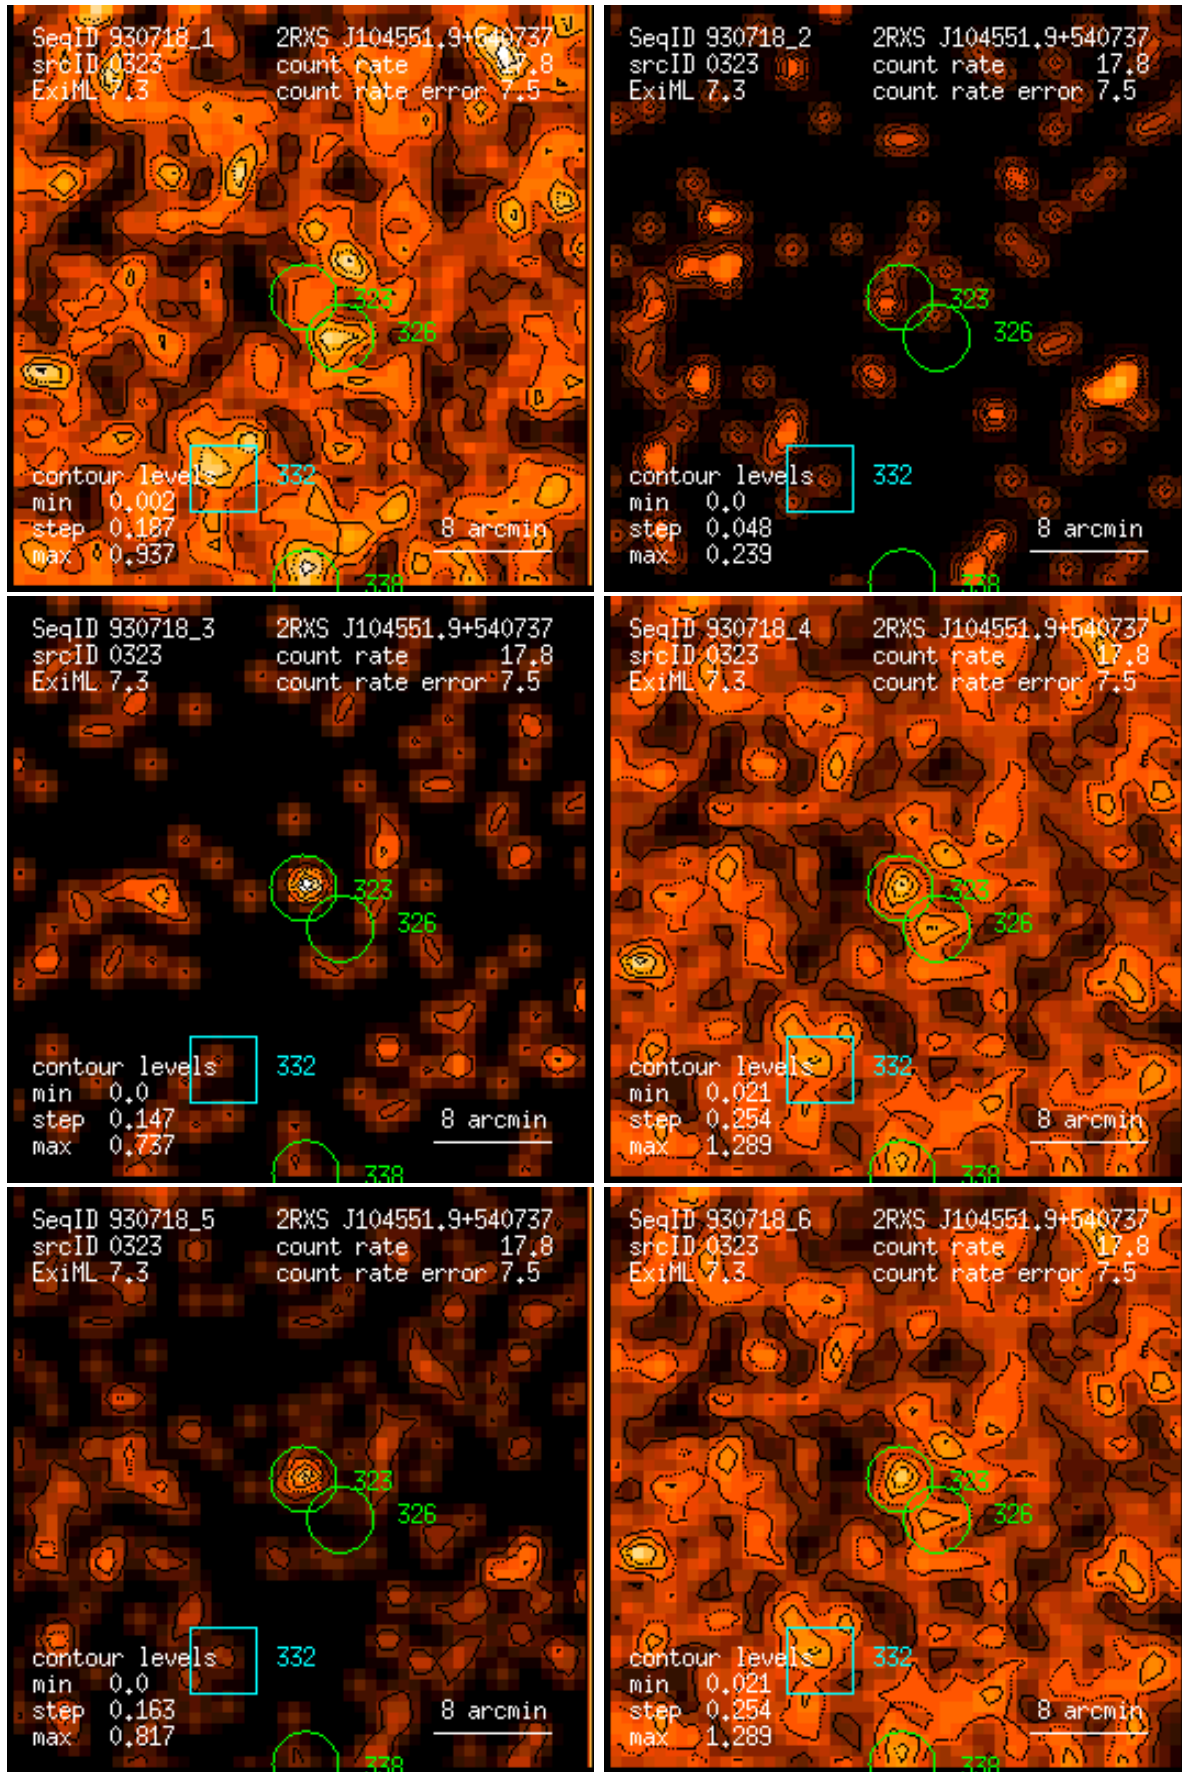 SeqID 930718_1 2RXS J104551.9+540737
srcID 0323 count rate 17.8
ExiML 7.3 count rate error 7.5
323
326
332
contour levels
min 0.002
step 0.187 8 arcmin
max 0.937
338
SeqID 930718_2 2RXS J104551.9+540737
srcID 0323 count rate 17.8
ExiML 7.3 count rate error 7.5
323
326
332
contour levels
min 0.0
step 0.048 8 arcmin
max 0.239
338
SeqID 930718_3 2RXS J104551.9+540737
srcID 0323 count rate 17.8
ExiML 7.3 count rate error 7.5
323
326
332
contour levels
min 0.0
step 0.147 8 arcmin
max 0.737
338
SeqID 930718_4 2RXS J104551.9+540737
srcID 0323 count rate 17.8
ExiML 7.3 count rate error 7.5
323
326
332
contour levels
min 0.021
step 0.254 8 arcmin
max 1.289
338
SeqID 930718_5 2RXS J104551.9+540737
srcID 0323 count rate 17.8
ExiML 7.3 count rate error 7.5
323
326
332
contour levels
min 0.0
step 0.163 8 arcmin
max 0.817
338
SeqID 930718_6 2RXS J104551.9+540737
srcID 0323 count rate 17.8
ExiML 7.3 count rate error 7.5
323
326
332
contour levels
min 0.021
step 0.254 8 arcmin
max 1.289
338